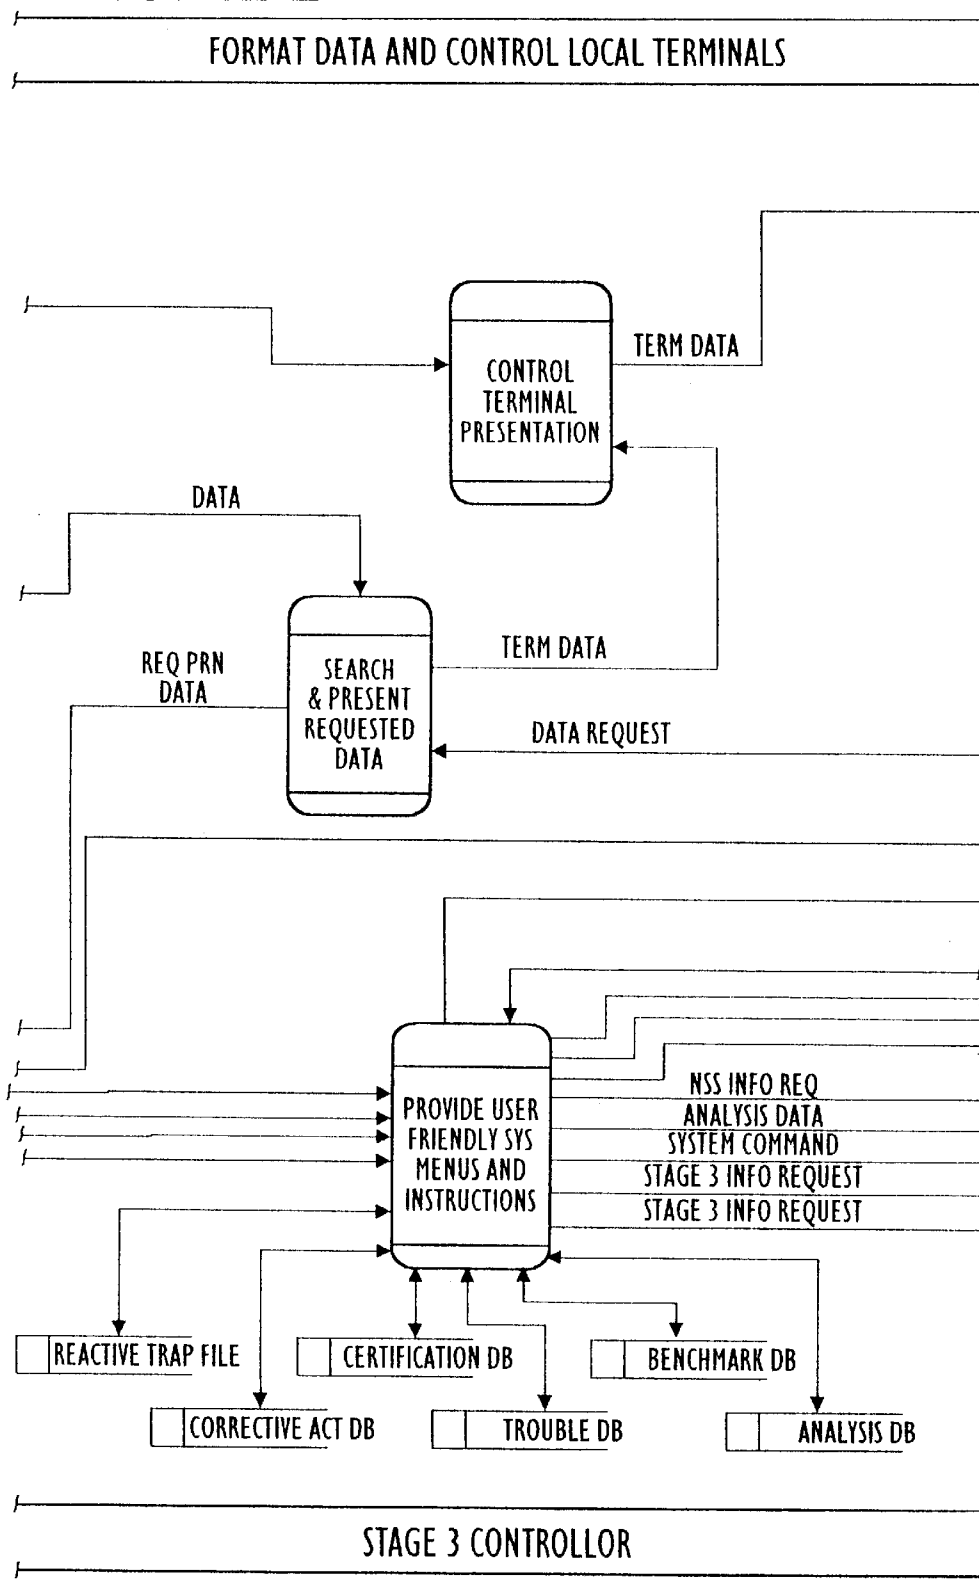 FORMAT DATA AND CONTROL LOCAL TERMINALS
TERM DATA
CONTROL
TERMINAL
PRESENTATION
DATA
REQ PRN
DATA
SEARCH
& PRESENT
REQUESTED
DATA
TERM DATA
DATA REQUEST
PROVIDE USER
FRIENDLY SYS
MENUS AND
INSTRUCTIONS
NSS INFO REQ
ANALYSIS DATA
SYSTEM COMMAND
STAGE 3 INFO REQUEST
STAGE 3 INFO REQUEST
REACTIVE TRAP FILE
CERTIFICATION DB
BENCHMARK DB
CORRECTIVE ACT DB
TROUBLE DB
ANALYSIS DB
STAGE 3 CONTROLLOR